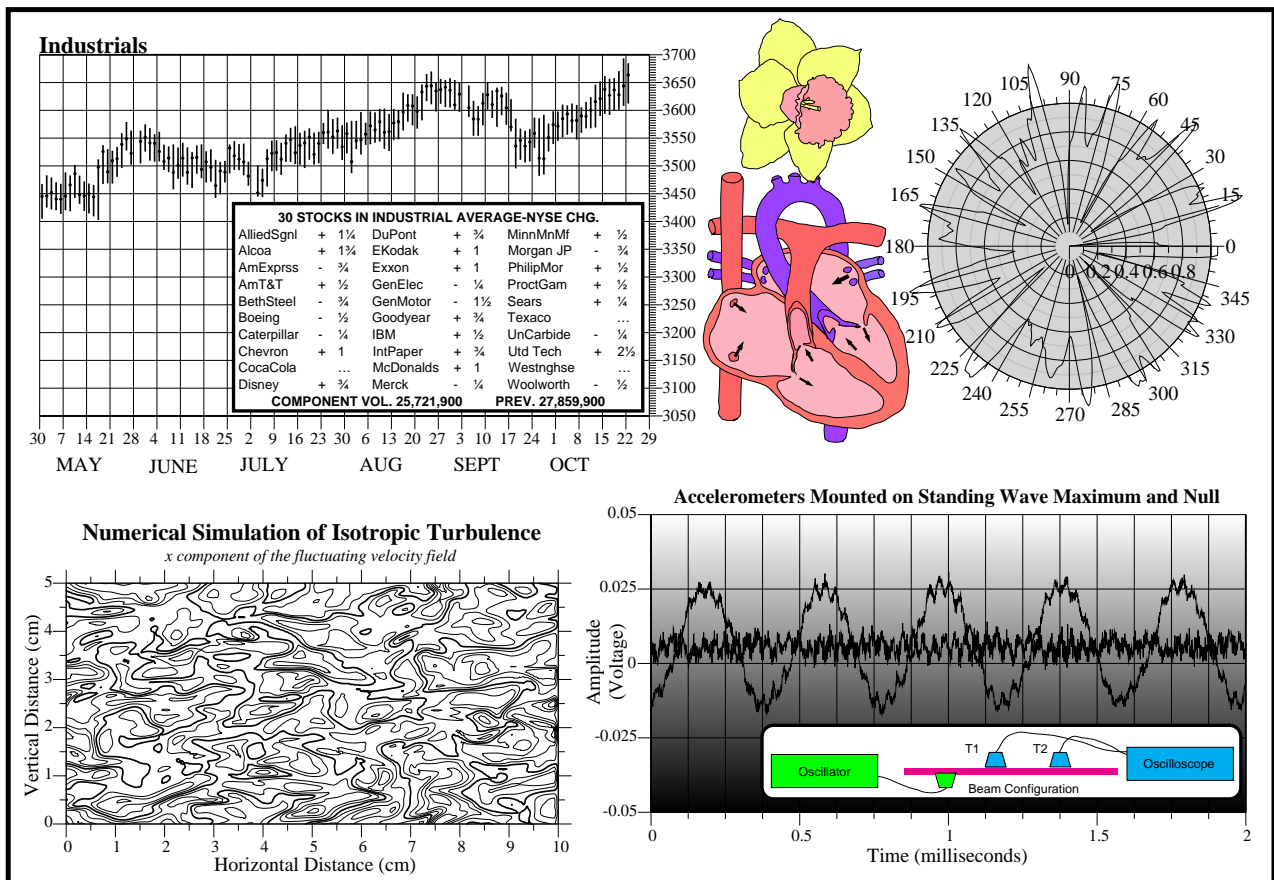 Industrials
3700
3650
3600
3550
3500
3450
3400
3350
3300
3250
3200
3150
3100
3050
30 STOCKS IN INDUSTRIAL AVERAGE-NYSE CHG.
AlliedSgnl + 1¼ DuPont + ¾ MinnMnMf + ½
Alcoa + 1¾ EKodak + 1 Morgan JP - ¾
AmExprss - ¾ Exxon + 1 PhilipMor + ½
AmT&T + ½ GenElec - ¼ ProctGam + ½
BethSteel - ¾ GenMotor - 1½ Sears + ¼
Boeing - ½ Goodyear + ¾ Texaco ...
Caterpillar - ¼ IBM + ½ UnCarbide - ¼
Chevron + 1 IntPaper + ¾ Utd Tech + 2½
CocaCola ... McDonalds + 1 Westnghse ...
Disney + ¾ Merck - ¼ Woolworth - ½
COMPONENT VOL. 25,721,900 PREV. 27,859,900
30 7 14 21 28 4 11 18 25 2 9 16 23 30 6 13 20 27 3 10 17 24 1 8 15 22 29
MAY JUNE JULY AUG SEPT OCT
0
15
30
45
60
75
90
105
120
135
150
165
180
195
210
225
240
255
270
285
300
315
330
345
0 0.2 0.4 0.6 0.8
Numerical Simulation of Isotropic Turbulence
x component of the fluctuating velocity field
Vertical Distance (cm)
5
4
3
2
1
0
0 1 2 3 4 5 6 7 8 9 10
Horizontal Distance (cm)
Accelerometers Mounted on Standing Wave Maximum and Null
Amplitude
(Voltage)
0.05
0.025
0
-0.025
-0.05
T1 T2
Oscillator
Oscilloscope
Beam Configuration
0 0.5 1 1.5 2
Time (milliseconds)